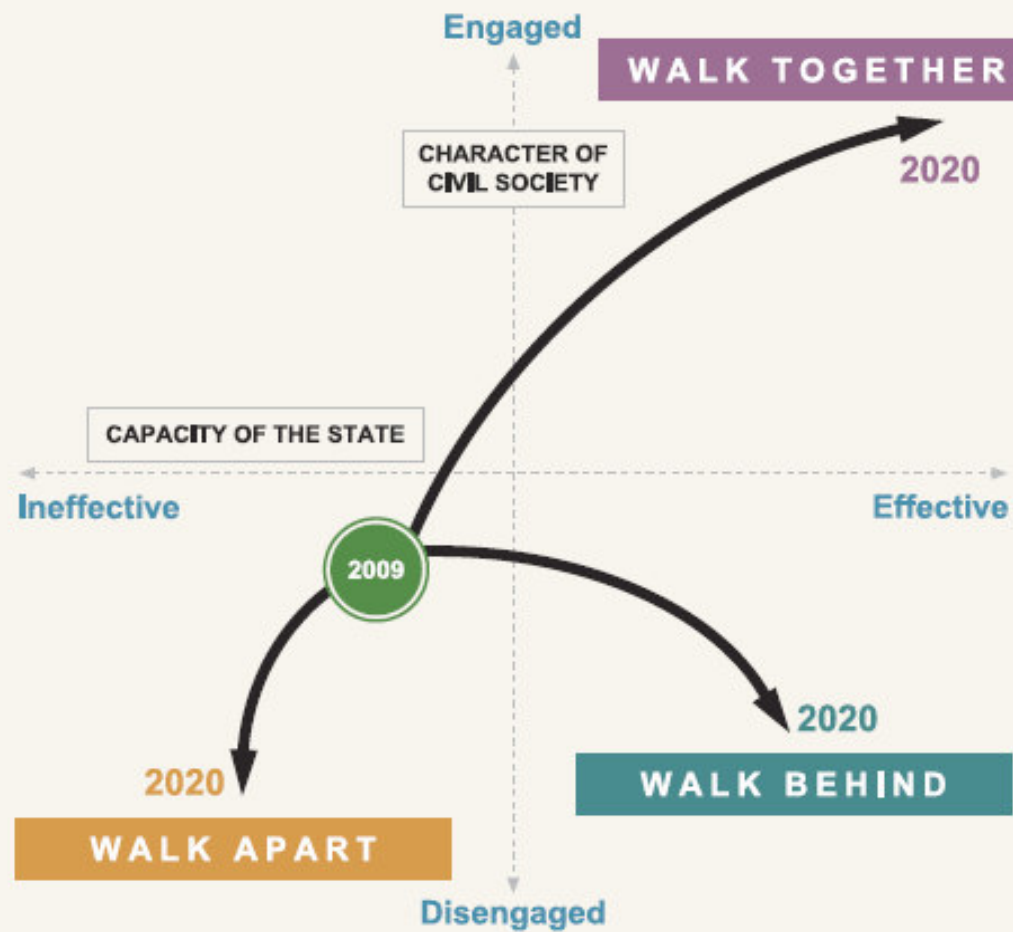 Engaged
WALK TOGETHER
CHARACTER OF
CIVIL SOCIETY
2020
CAPACITY OF THE STATE
Ineffective
Effective
2009
2020
WALK BEHIND
2020
WALK APART
Disengaged